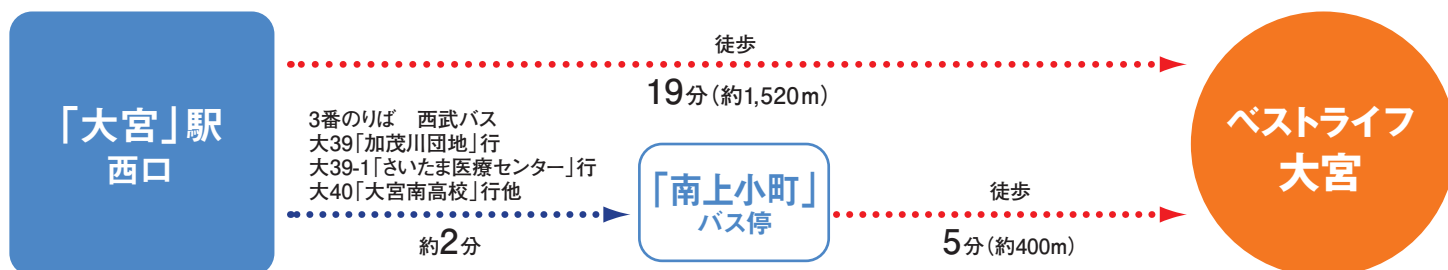 「大宮」駅
西口
徒歩
19分(約1,520m)
3番のりば　西武バス
大39「加茂川団地」行
大39-1「さいたま医療センター」行
大40「大宮南高校」行他
約2分
「南上小町」
バス停
徒歩
5分(約400m)
ベストライフ
大宮